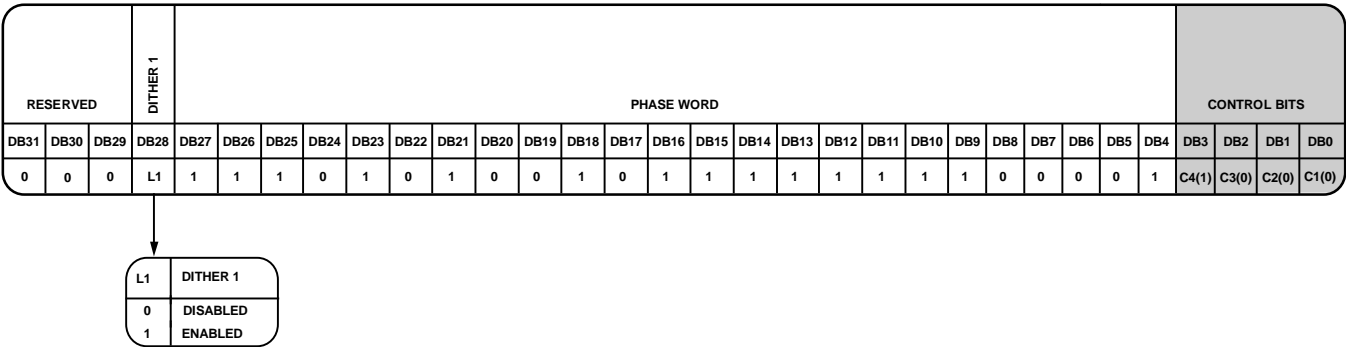 RESERVED DITHER 1 PHASE WORD CONTROL BITS
DB31 DB30 DB29 DB28 DB27 DB26 DB25 DB24 DB23 DB22 DB21 DB20 DB19 DB18 DB17 DB16 DB15 DB14 DB13 DB12 DB11 DB10 DB9 DB8 DB7 DB6 DB5 DB4 DB3 DB2 DB1 DB0
0 0 0 L1 1 1 1 0 1 0 1 0 0 1 0 1 1 1 1 1 1 1 1 0 0 0 0 1 C4(1) C3(0) C2(0) C1(0)
L1 DITHER 1
0 DISABLED
1 ENABLED